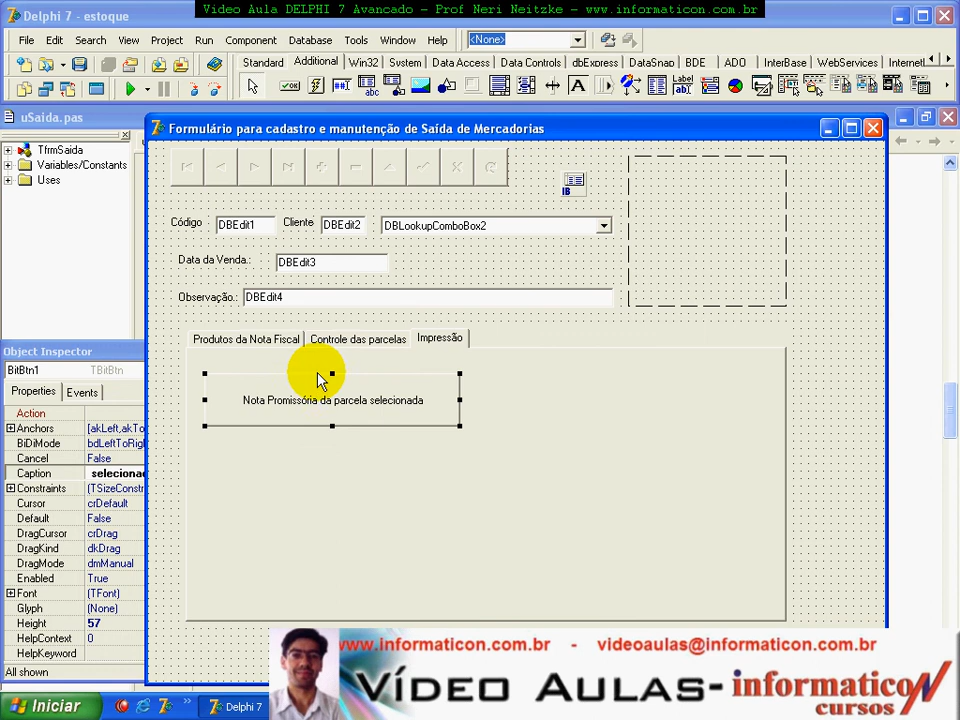 Vídeo Aula DELPHI 7 Avançado - Prof Neri Neitzke - www.informaticon.com.br
Delphi 7 - estoque
File Edit Search View Project Run Component Database Tools Window Help <None>
Standard Additional Win32 System Data Access Data Controls dbExpress DataSnap BDE ADO InterBase WebServices Internet
uSaida.pas
Formulário para cadastro e manutenção de Saída de Mercadorias
TfrmSaida
Variables/Constants
Uses
IB
Código DBEdit1 Cliente DBEdit2 DBLookupComboBox2
Data da Venda.: DBEdit3
Observação.: DBEdit4
Produtos da Nota Fiscal Controle das parcelas Impressão
Nota Promissória da parcela selecionada
Object Inspector
BitBtn1 TBitBtn
Properties Events
Action
Anchors [akLeft,akTo
BiDiMode bdLeftToRigh
Cancel False
Caption selecionad
Constraints (TSizeConstr
Cursor crDefault
Default False
DragCursor crDrag
DragKind dkDrag
DragMode dmManual
Enabled True
Font (TFont)
Glyph (None)
Height 57
HelpContext 0
HelpKeyword
All shown
www.informaticon.com.br - videoaulas@informaticon.com.br
Vídeo Aulas- informaticon
cursos
Iniciar Delphi 7